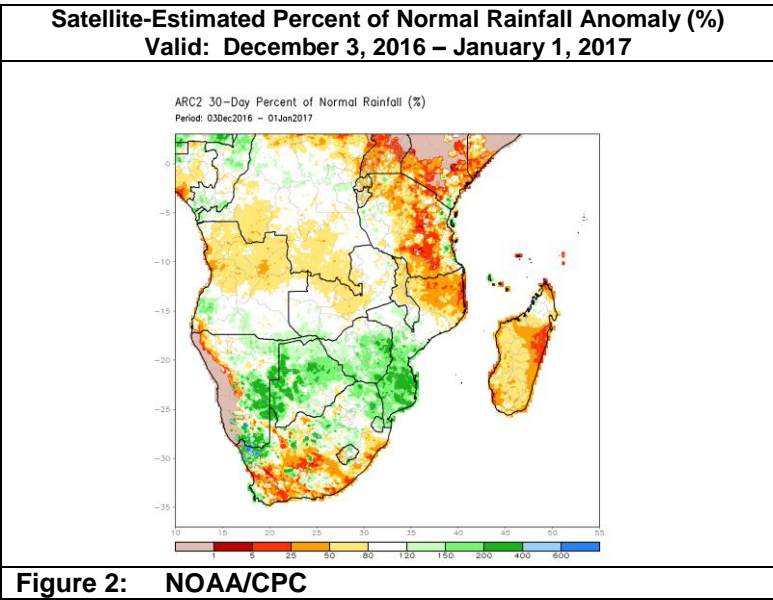 Satellite-Estimated Percent of Normal Rainfall Anomaly (%)
Valid: December 3, 2016 – January 1, 2017
ARC2 30-Day Percent of Normal Rainfall (%)
Period: 03Dec2016 - 01Jan2017
0
-5
-10
-15
-20
-25
-30
-35
10 15 20 25 30 35 40 45 50 55
1 5 25 50 80 120 150 200 400 600
Figure 2: NOAA/CPC